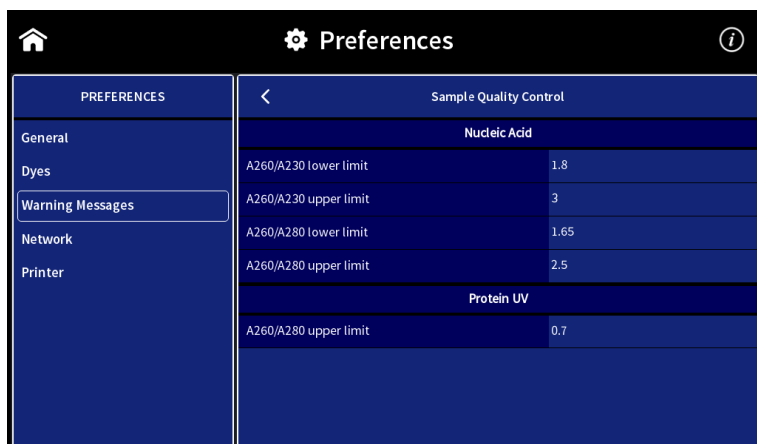 Preferences
i
PREFERENCES
General
Dyes
Warning Messages
Network
Printer
Sample Quality Control
Nucleic Acid
A260/A230 lower limit 1.8
A260/A230 upper limit 3
A260/A280 lower limit 1.65
A260/A280 upper limit 2.5
Protein UV
A260/A280 upper limit 0.7